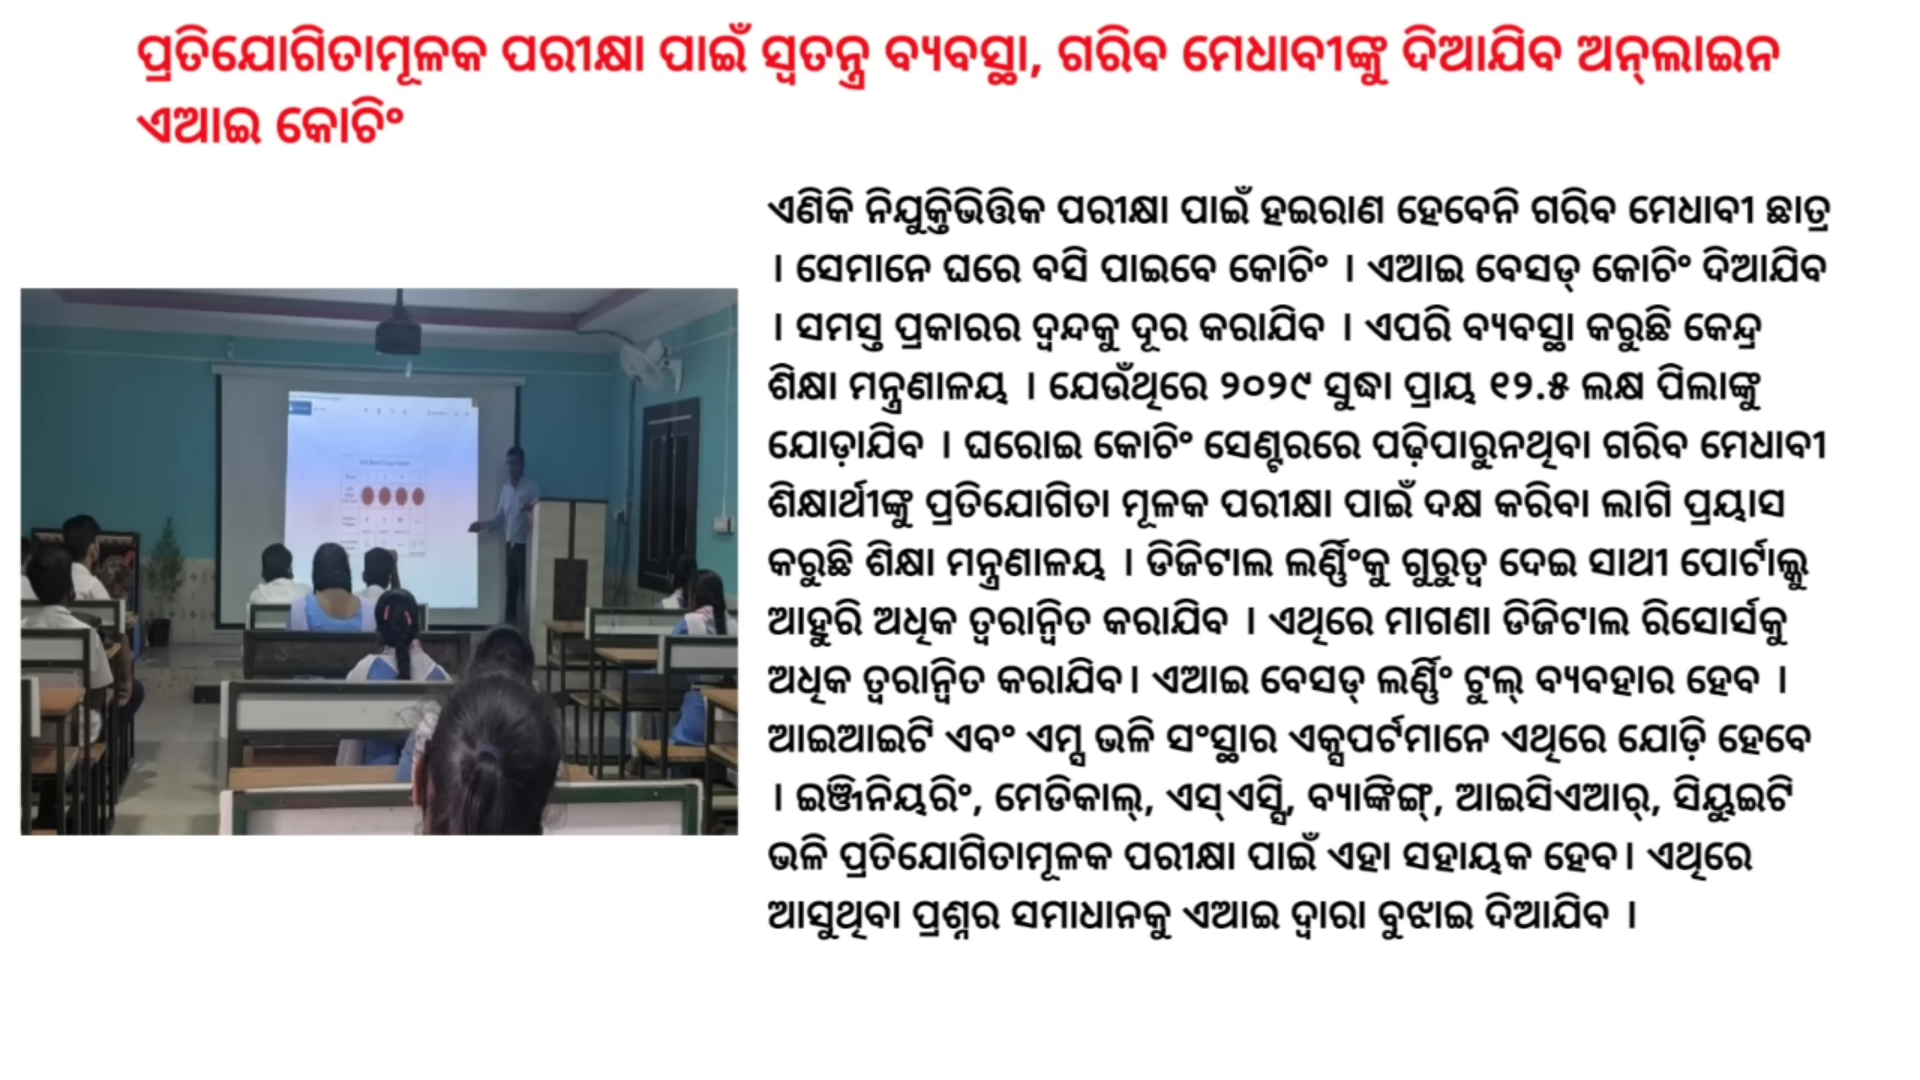 ପ୍ରତିଯୋଗିତାମୂଳକ ପରୀକ୍ଷା ପାଇଁ ସ୍ୱତନ୍ତ୍ର ବ୍ୟବସ୍ଥା, ଗରିବ ମେଧାବୀଙ୍କୁ ଦିଆଯିବ ଅନ୍‌ଲାଇନ
ଏଆଇ କୋଚିଂ
ଏଣିକି ନିଯୁକ୍ତିଭିତ୍ତିକ ପରୀକ୍ଷା ପାଇଁ ହଇରାଣ ହେବେନି ଗରିବ ମେଧାବୀ ଛାତ୍ର
। ସେମାନେ ଘରେ ବସି ପାଇବେ କୋଚିଂ । ଏଆଇ ବେସଡ୍ କୋଚିଂ ଦିଆଯିବ
। ସମସ୍ତ ପ୍ରକାରର ଦ୍ୱନ୍ଦକୁ ଦୂର କରାଯିବ । ଏପରି ବ୍ୟବସ୍ଥା କରୁଛି କେନ୍ଦ୍ର
ଶିକ୍ଷା ମନ୍ତ୍ରଣାଳୟ । ଯେଉଁଥିରେ ୨୦୨୯ ସୁଦ୍ଧା ପ୍ରାୟ ୧୨.୫ ଲକ୍ଷ ପିଲାଙ୍କୁ
ଯୋଡ଼ାଯିବ । ଘରୋଇ କୋଚିଂ ସେଣ୍ଟରରେ ପଢ଼ିପାରୁନଥିବା ଗରିବ ମେଧାବୀ
ଶିକ୍ଷାର୍ଥୀଙ୍କୁ ପ୍ରତିଯୋଗିତା ମୂଳକ ପରୀକ୍ଷା ପାଇଁ ଦକ୍ଷ କରିବା ଲାଗି ପ୍ରୟାସ
କରୁଛି ଶିକ୍ଷା ମନ୍ତ୍ରଣାଳୟ । ଡିଜିଟାଲ ଲର୍ଣ୍ଣିଂକୁ ଗୁରୁତ୍ୱ ଦେଇ ସାଥୀ ପୋର୍ଟାଲ୍କୁ
ଆହୁରି ଅଧିକ ତ୍ୱରାନ୍ୱିତ କରାଯିବ । ଏଥିରେ ମାଗଣା ଡିଜିଟାଲ ରିସୋର୍ସକୁ
ଅଧିକ ତ୍ୱରାନ୍ୱିତ କରାଯିବ। ଏଆଇ ବେସଡ୍ ଲର୍ଣ୍ଣିଂ ଟୁଲ୍ ବ୍ୟବହାର ହେବ ।
ଆଇଆଇଟି ଏବଂ ଏମ୍ସ ଭଳି ସଂସ୍ଥାର ଏକ୍ସପର୍ଟମାନେ ଏଥିରେ ଯୋଡ଼ି ହେବେ
। ଇଞ୍ଜିନିୟରିଂ, ମେଡିକାଲ୍, ଏସ୍‌ଏସ୍ସି, ବ୍ୟାଙ୍କିଙ୍ଗ୍, ଆଇସିଏଆର୍, ସିୟୁଇଟି
ଭଳି ପ୍ରତିଯୋଗିତାମୂଳକ ପରୀକ୍ଷା ପାଇଁ ଏହା ସହାୟକ ହେବ। ଏଥିରେ
ଆସୁଥିବା ପ୍ରଶ୍ନର ସମାଧାନକୁ ଏଆଇ ଦ୍ୱାରା ବୁଝାଇ ଦିଆଯିବ ।